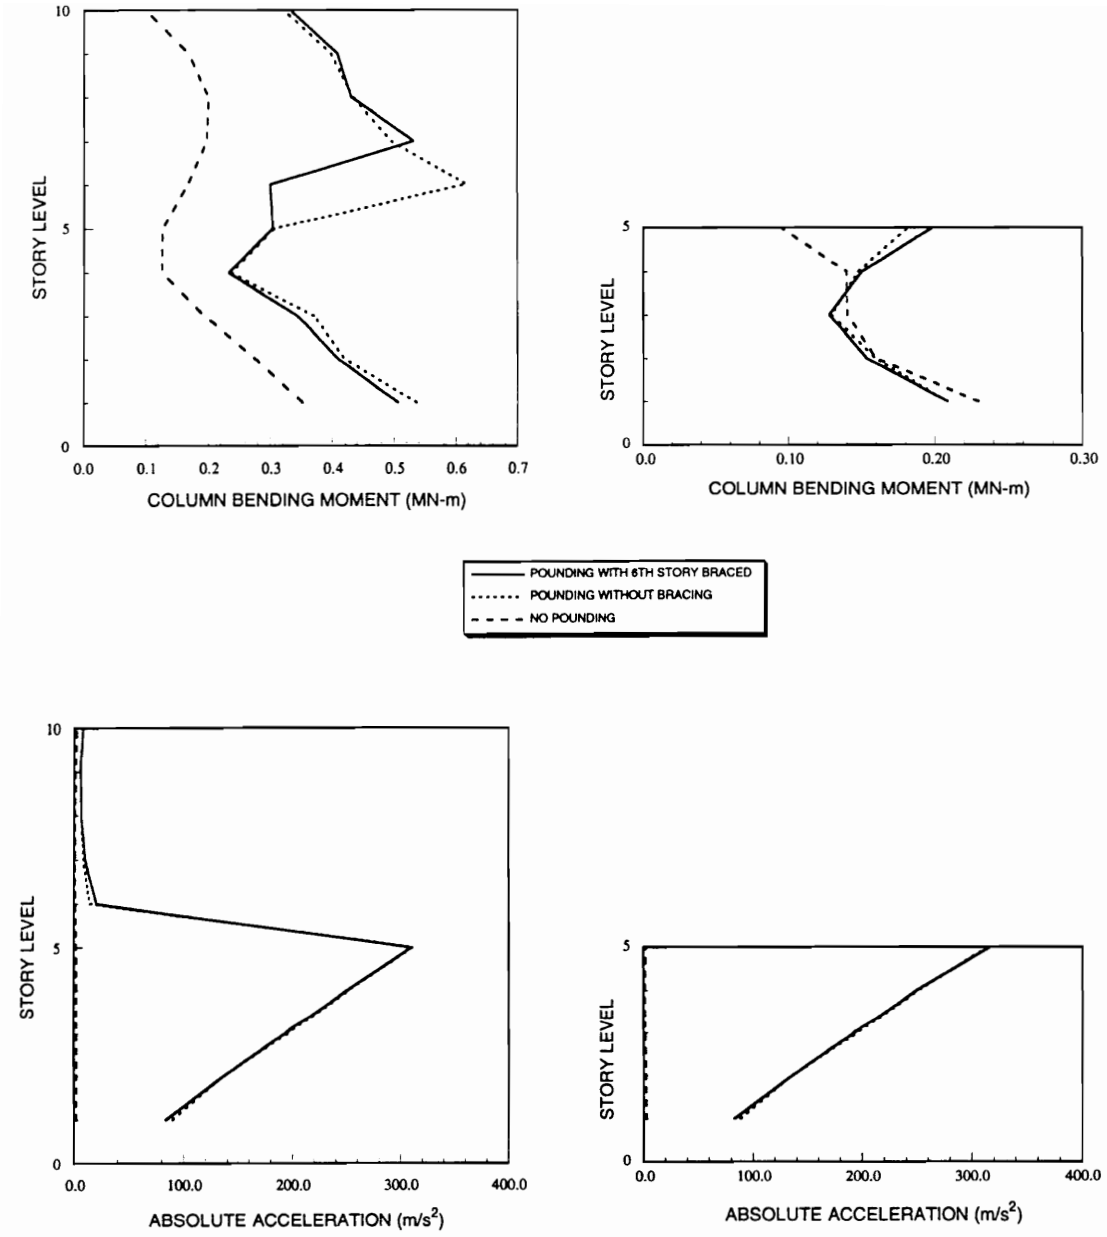 10
5
0
STORY LEVEL
0.0 0.1 0.2 0.3 0.4 0.5 0.6 0.7
COLUMN BENDING MOMENT (MN-m)
5
0
STORY LEVEL
0.0 0.10 0.20 0.30
COLUMN BENDING MOMENT (MN-m)
POUNDING WITH 6TH STORY BRACED
POUNDING WITHOUT BRACING
NO POUNDING
10
5
0
STORY LEVEL
0.0 100.0 200.0 300.0 400.0
ABSOLUTE ACCELERATION (m/s²)
5
0
STORY LEVEL
0.0 100.0 200.0 300.0 400.0
ABSOLUTE ACCELERATION (m/s²)